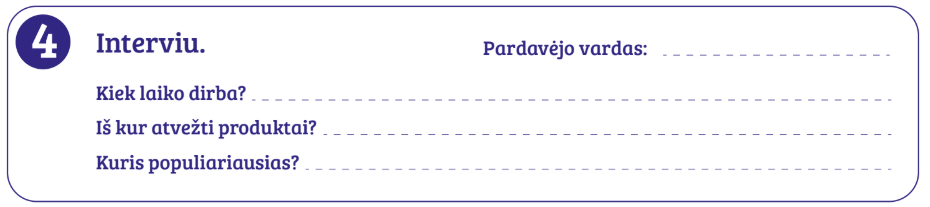 4
Interviu.
Pardavėjo vardas:
Kiek laiko dirba?
Iš kur atvežti produktai?
Kuris populiariausias?